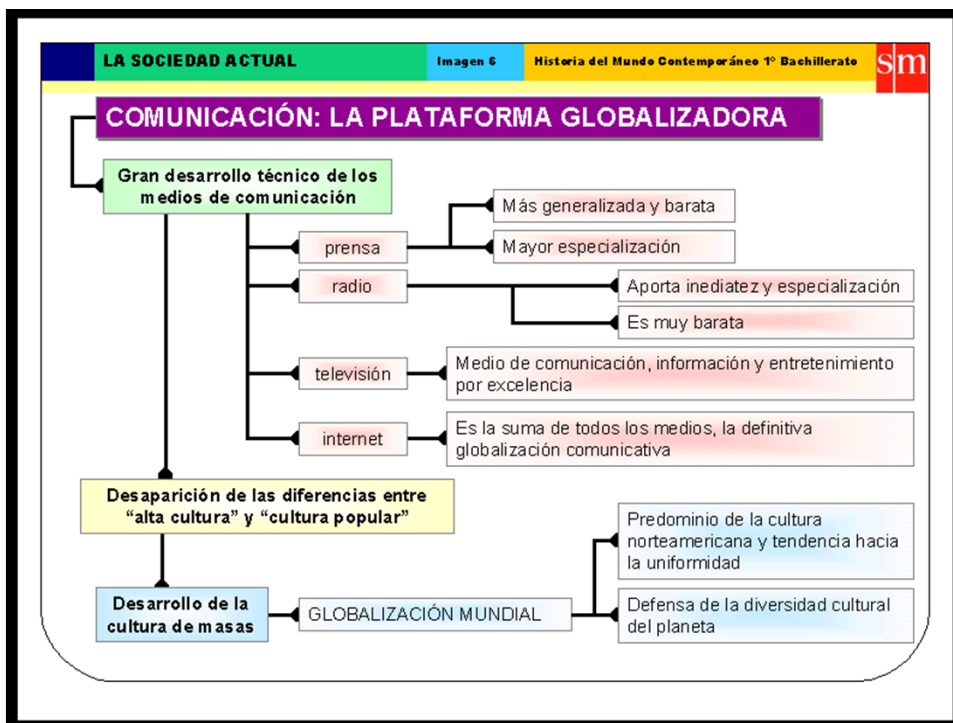 LA SOCIEDAD ACTUAL
Imagen 6
Historia del Mundo Contemporáneo 1º Bachillerato
sm
COMUNICACIÓN: LA PLATAFORMA GLOBALIZADORA
Gran desarrollo técnico de los
medios de comunicación
prensa
Más generalizada y barata
Mayor especialización
radio
Aporta inediatez y especialización
Es muy barata
televisión
Medio de comunicación, información y entretenimiento
por excelencia
internet
Es la suma de todos los medios, la definitiva
globalización comunicativa
Desaparición de las diferencias entre
“alta cultura” y “cultura popular”
Desarrollo de la
cultura de masas
GLOBALIZACIÓN MUNDIAL
Predominio de la cultura
norteamericana y tendencia hacia
la uniformidad
Defensa de la diversidad cultural
del planeta